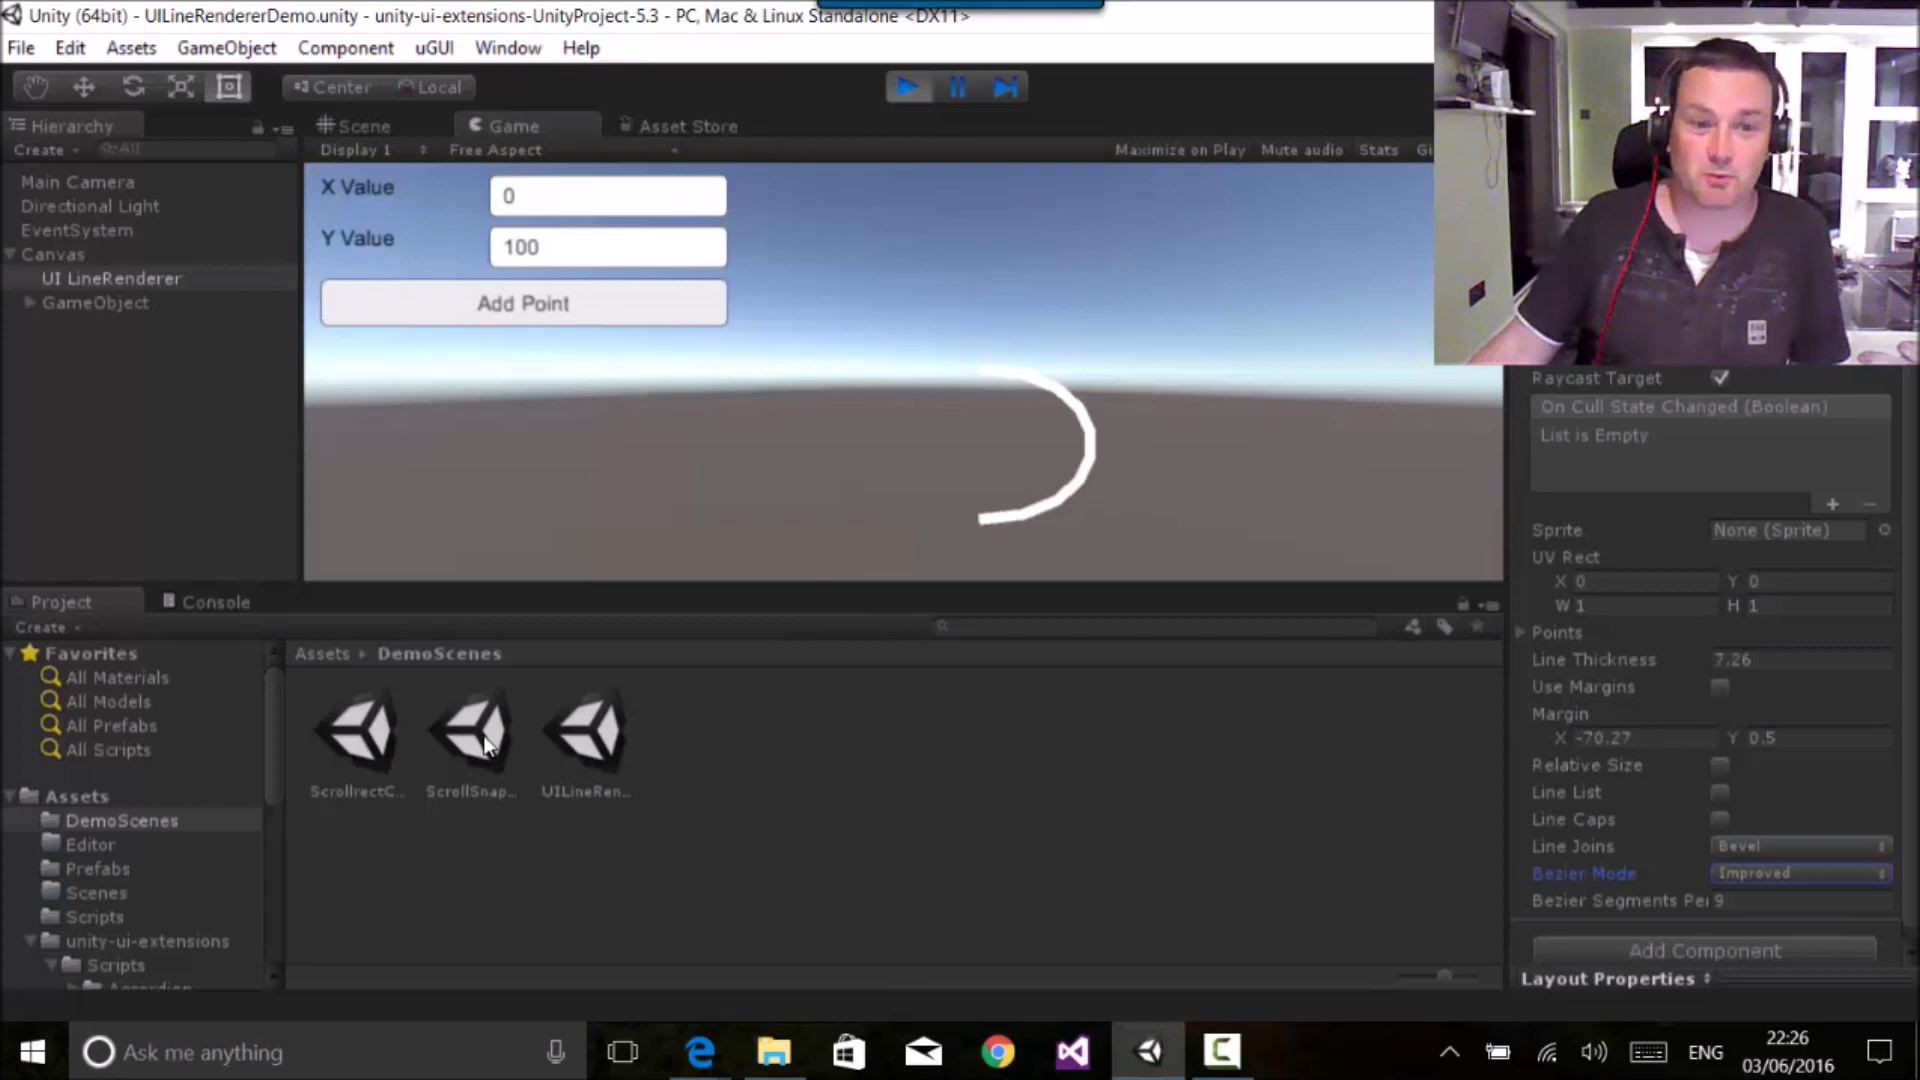 Unity (64bit) - UILineRendererDemo.unity - unity-ui-extensions-UnityProject-5.3 - PC, Mac & Linux Standalone <DX11>
File Edit Assets GameObject Component uGUI Window Help
Center Local
Hierarchy
Scene Game Asset Store
Create All
Display 1 Free Aspect Maximize on Play Mute audio Stats Gi
Main Camera
Directional Light
EventSystem
Canvas
UI LineRenderer
GameObject
X Value 0
Y Value 100
Add Point
Raycast Target
On Cull State Changed (Boolean)
List is Empty
+ -
Sprite None (Sprite)
UV Rect
X 0 Y 0
W 1 H 1
Points
Line Thickness 7.26
Use Margins
Margin
X -70.27 Y 0.5
Relative Size
Line List
Line Caps
Line Joins Bevel
Bezier Mode Improved
Bezier Segments Per 9
Add Component
Layout Properties
Project Console
Create
Favorites
All Materials
All Models
All Prefabs
All Scripts
Assets
DemoScenes
Editor
Prefabs
Scenes
Scripts
unity-ui-extensions
Scripts
Accordion
Assets DemoScenes
ScrollrectC... ScrollSnap... UILineRen...
Ask me anything
ENG
22:26
03/06/2016